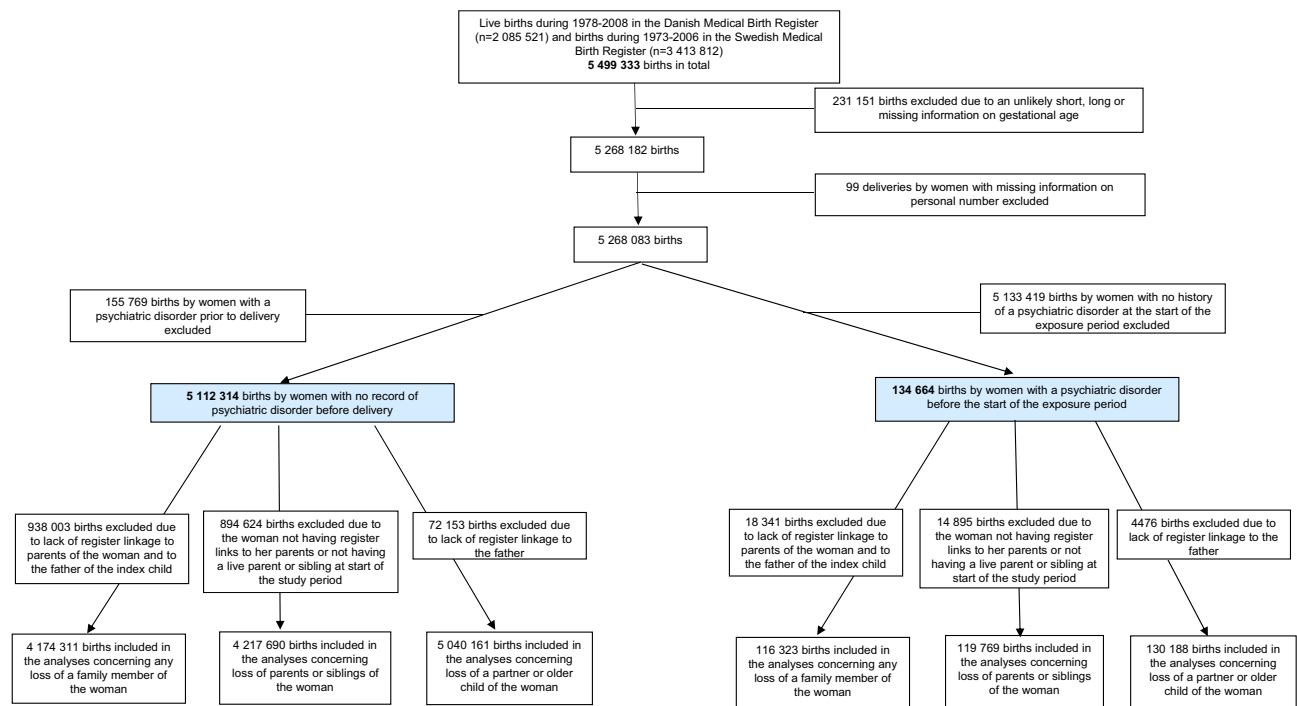 Live births during 1978-2008 in the Danish Medical Birth Register
(n=2 085 521) and births during 1973-2006 in the Swedish Medical
Birth Register (n=3 413 812)
5 499 333 births in total
231 151 births excluded due to an unlikely short, long or
missing information on gestational age
5 268 182 births
99 deliveries by women with missing information on
personal number excluded
5 268 083 births
155 769 births by women with a
psychiatric disorder prior to delivery
excluded
5 133 419 births by women with no history
of a psychiatric disorder at the start of the
exposure period excluded
5 112 314 births by women with no record of
psychiatric disorder before delivery
134 664 births by women with a psychiatric disorder
before the start of the exposure period
938 003 births excluded due
to lack of register linkage to
parents of the woman and to
the father of the index child
894 624 births excluded due to
the woman not having register
links to her parents or not having
a live parent or sibling at start
of the study period
72 153 births excluded due
to lack of register linkage to
the father
18 341 births excluded due
to lack of register linkage to
parents of the woman and to
the father of the index child
14 895 births excluded due to
the woman not having register
links to her parents or not
having a live parent or sibling at
start of the study period
4476 births excluded due to
lack of register linkage to the
father
4 174 311 births included in
the analyses concerning any
loss of a family member of
the woman
4 217 690 births included in
the analyses concerning
loss of parents or siblings of
the woman
5 040 161 births included in
the analyses concerning
loss of a partner or older
child of the woman
116 323 births included in
the analyses concerning any
loss of a family member of
the woman
119 769 births included in
the analyses concerning
loss of parents or siblings
of the woman
130 188 births included in
the analyses concerning
loss of a partner or older
child of the woman